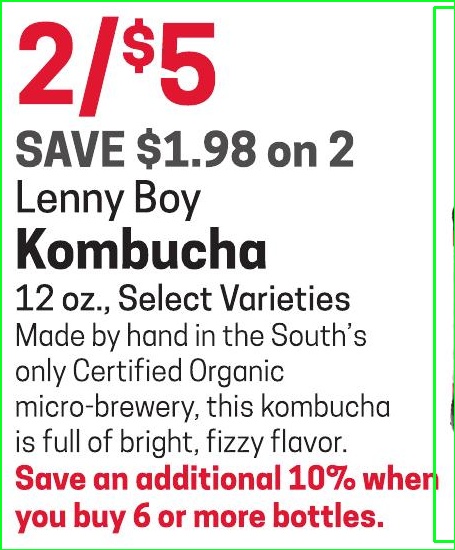 2/$5
SAVE $1.98 on 2
Lenny Boy
Kombucha
12 oz., Select Varieties
Made by hand in the South's
only Certified Organic
micro-brewery, this kombucha
is full of bright, fizzy flavor.
Save an additional 10% when
you buy 6 or more bottles.